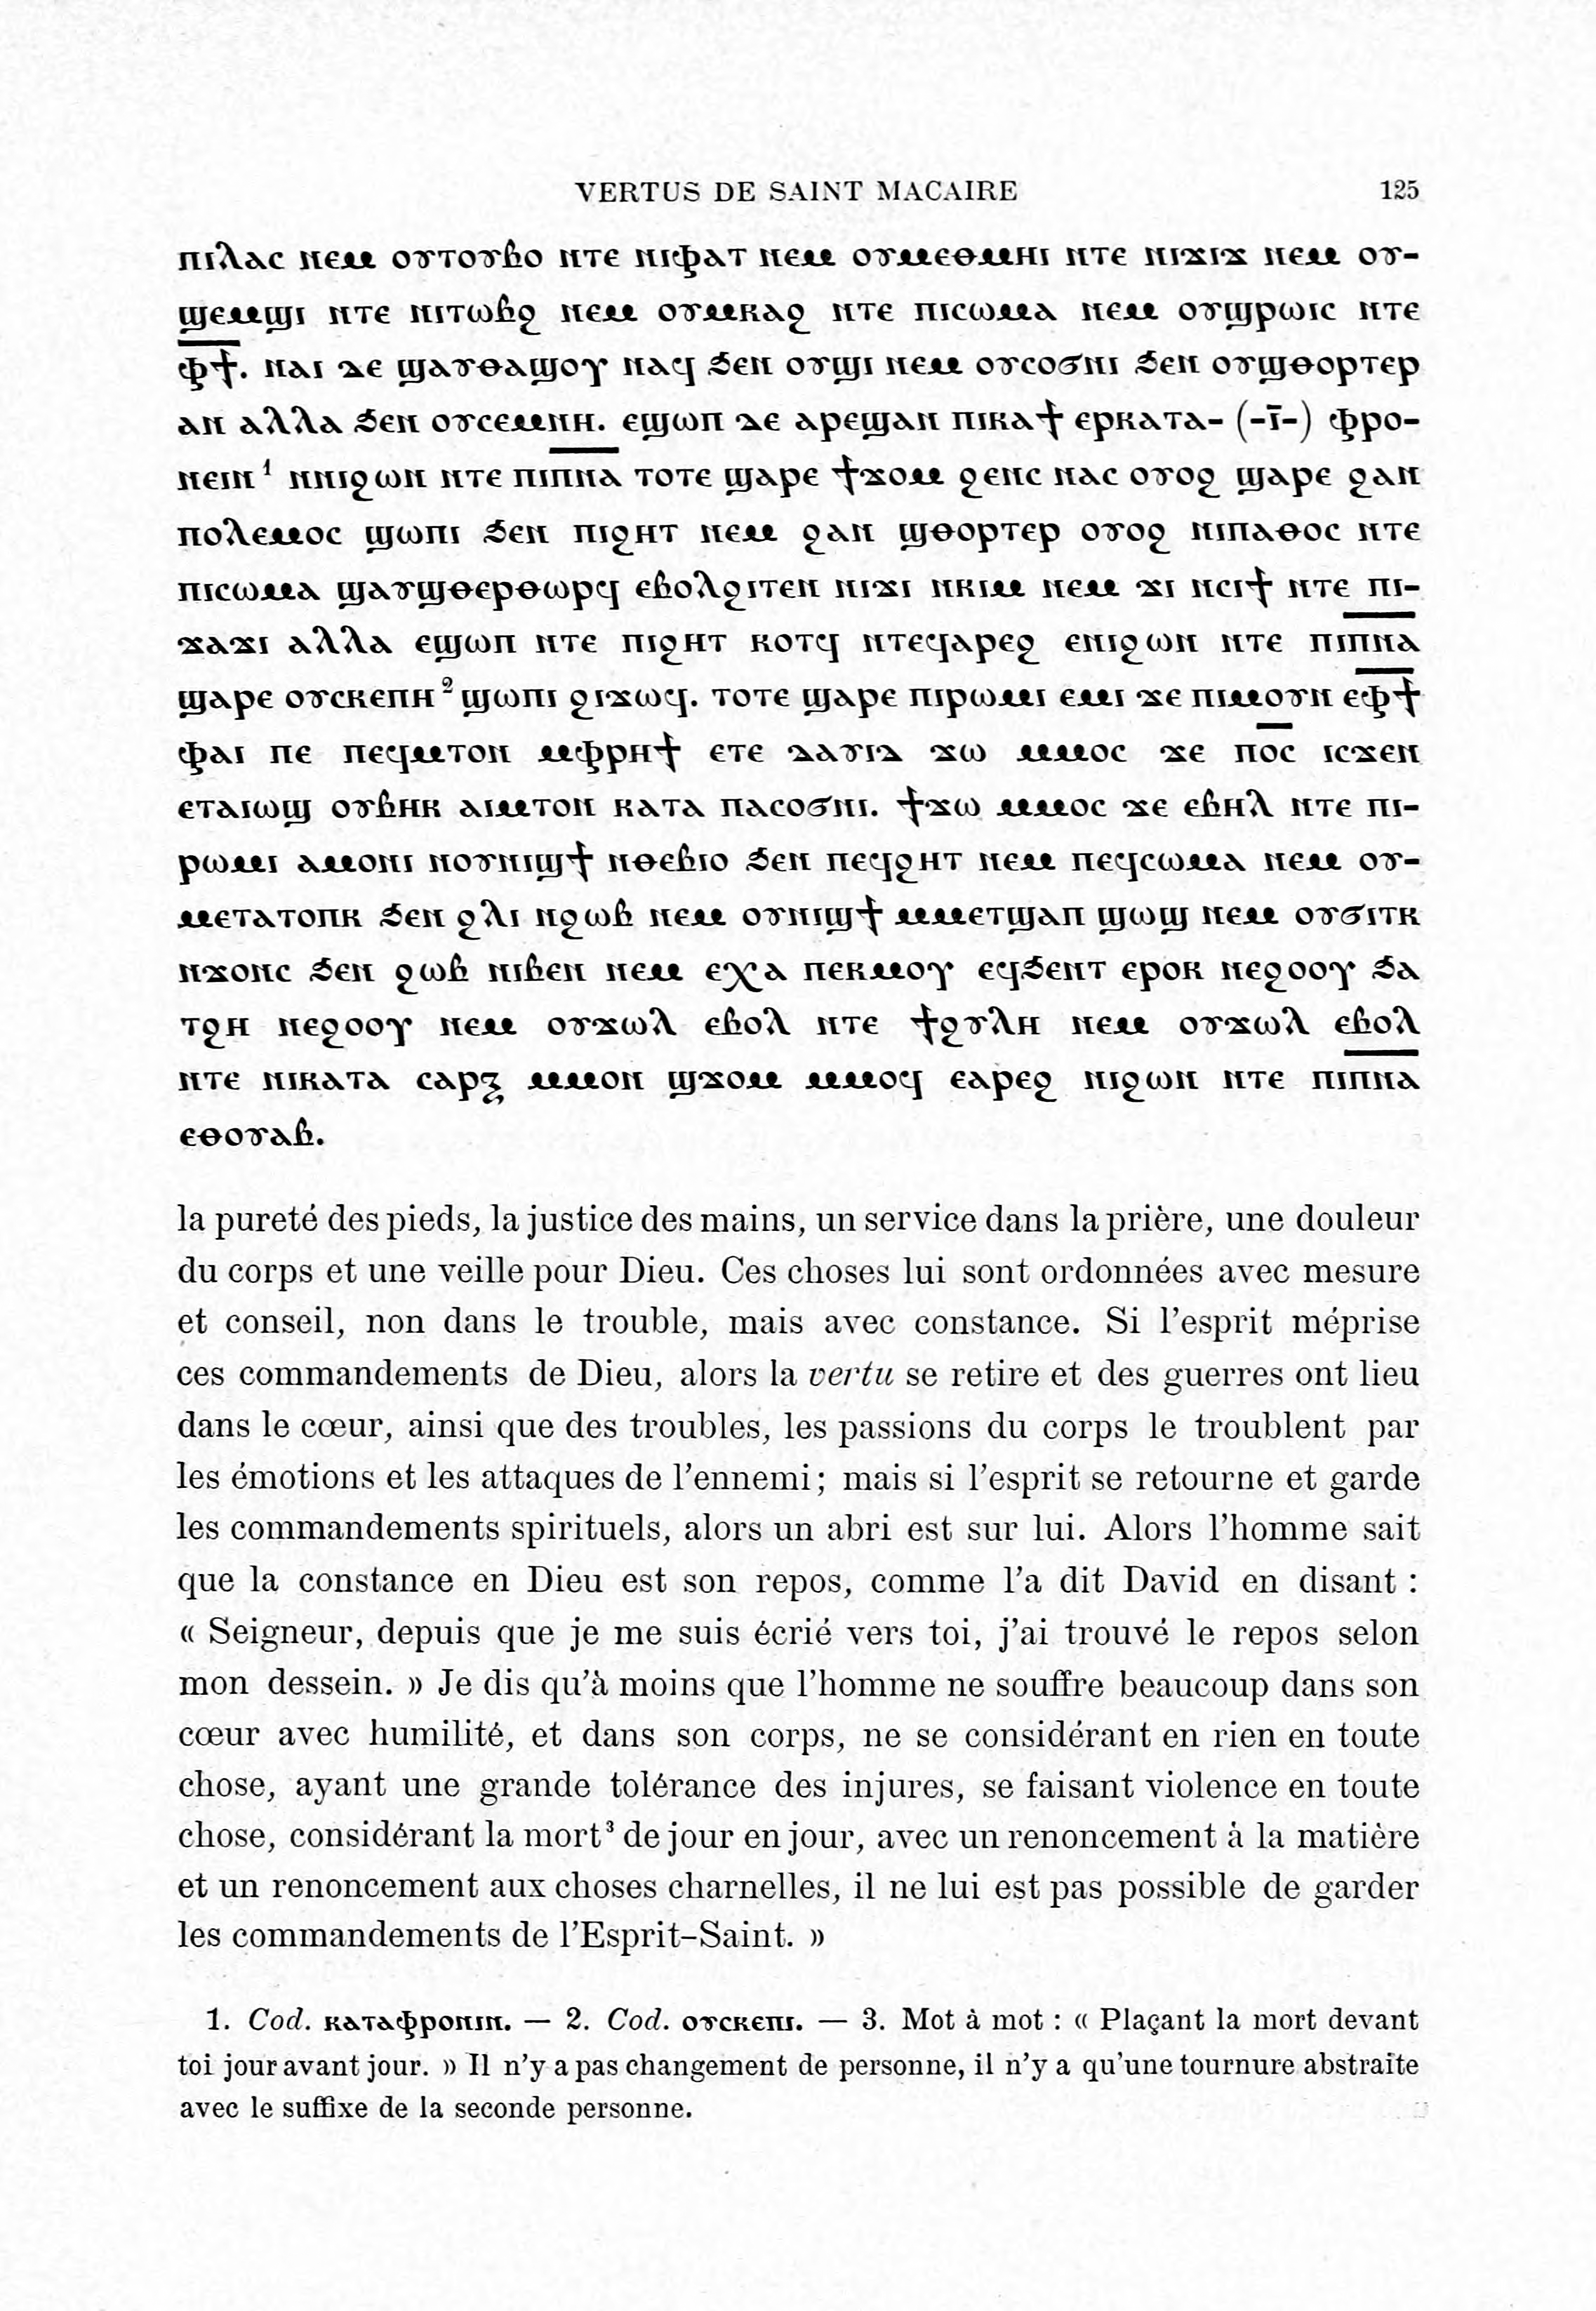 VERTUS DE SAINT MACAIRE 125
ⲡⲓⲗⲁⲥ ⲛⲉⲙ ⲟⲩⲧⲟⲩⲃⲟ ⲛⲧⲉ ⲛⲓⲫⲁⲧ ⲛⲉⲙ ⲟⲩⲙⲉⲑⲙⲏⲓ ⲛⲧⲉ ⲛⲓϫⲓϫ ⲛⲉⲙ ⲟⲩ-
ϣⲉⲙϣⲓ ⲛⲧⲉ ⲛⲓⲧⲱⲃϩ ⲛⲉⲙ ⲟⲩⲙⲕⲁϩ ⲛⲧⲉ ⲡⲓⲥⲱⲙⲁ ⲛⲉⲙ ⲟⲩϣⲣⲱⲓⲥ ⲛⲧⲉ
ⲫ̅ϯ̅. ⲛⲁⲓ ⲇⲉ ϣⲁⲩⲑⲁϣⲟⲩ ⲛⲁϥ ϧⲉⲛ ⲟⲩϣⲓ ⲛⲉⲙ ⲟⲩⲥⲟϭⲛⲓ ϧⲉⲛ ⲟⲩϣⲑⲟⲣⲧⲉⲣ
ⲁⲛ ⲁⲗⲗⲁ ϧⲉⲛ ⲟⲩⲥⲉⲙⲛⲏ. ⲉϣⲱⲡ ⲇⲉ ⲁⲣⲉϣⲁⲛ ⲡⲓⲕⲁϯ ⲉⲣⲕⲁⲧⲁ- (-ⲓ̅-) ⲫⲣⲟ-
ⲛⲉⲓⲛ¹ ⲛⲛⲓϩⲱⲛ ⲛⲧⲉ ⲡⲓⲡ̅ⲛ̅ⲁ̅ ⲧⲟⲧⲉ ϣⲁⲣⲉ ϯϫⲟⲙ ϩⲉⲛⲥ ⲛⲁⲥ ⲟⲩⲟϩ ϣⲁⲣⲉ ϩⲁⲛ
ⲡⲟⲗⲉⲙⲟⲥ ϣⲱⲡⲓ ϧⲉⲛ ⲡⲓϩⲏⲧ ⲛⲉⲙ ϩⲁⲛ ϣⲑⲟⲣⲧⲉⲣ ⲟⲩⲟϩ ⲛⲓⲡⲁⲑⲟⲥ ⲛⲧⲉ
ⲡⲓⲥⲱⲙⲁ ϣⲁⲩϣⲑⲉⲣⲑⲱⲣϥ ⲉⲃⲟⲗϩⲓⲧⲉⲛ ⲛⲓϫⲓ ⲛⲕⲓⲙ ⲛⲉⲙ ϫⲓ ⲛⲥⲓϯ ⲛⲧⲉ ⲡⲓ-
ϫⲁϫⲓ ⲁⲗⲗⲁ ⲉϣⲱⲡ ⲛⲧⲉ ⲡⲓϩⲏⲧ ⲕⲟⲧϥ ⲛⲧⲉϥⲁⲣⲉϩ ⲉⲛⲓϩⲱⲛ ⲛⲧⲉ ⲡⲓⲡ̅ⲛ̅ⲁ̅
ϣⲁⲣⲉ ⲟⲩⲥⲕⲉⲡⲏ² ϣⲱⲡⲓ ϩⲓϫⲱϥ. ⲧⲟⲧⲉ ϣⲁⲣⲉ ⲡⲓⲣⲱⲙⲓ ⲉⲙⲓ ϫⲉ ⲡⲓⲙⲟⲩⲛ ⲉⲫ̅ϯ̅
ⲫⲁⲓ ⲡⲉ ⲡⲉϥⲙⲧⲟⲛ ⲙⲫⲣⲏϯ ⲉⲧⲉ ⲇⲁⲩⲓⲇ ϫⲱ ⲙⲙⲟⲥ ϫⲉ ⲡⲟ̅ⲥ̅ ⲓⲥϫⲉⲛ
ⲉⲧⲁⲓⲱϣ ⲟⲩⲃⲏⲕ ⲁⲓⲙⲧⲟⲛ ⲕⲁⲧⲁ ⲡⲁⲥⲟϭⲛⲓ. ϯϫⲱ ⲙⲙⲟⲥ ϫⲉ ⲉⲃⲏⲗ ⲛⲧⲉ ⲡⲓ-
ⲣⲱⲙⲓ ⲁⲙⲟⲛⲓ ⲛⲟⲩⲛⲓϣϯ ⲛⲑⲉⲃⲓⲟ ϧⲉⲛ ⲡⲉϥϩⲏⲧ ⲛⲉⲙ ⲡⲉϥⲥⲱⲙⲁ ⲛⲉⲙ ⲟⲩ-
ⲙⲉⲧⲁⲧⲟⲡⲕ ϧⲉⲛ ϩⲗⲓ ⲛϩⲱⲃ ⲛⲉⲙ ⲟⲩⲛⲓϣϯ ⲙⲙⲉⲧϣⲁⲡ ϣⲱϣ ⲛⲉⲙ ⲟⲩϭⲓⲧⲕ
ⲛϫⲟⲛⲥ ϧⲉⲛ ϩⲱⲃ ⲛⲓⲃⲉⲛ ⲛⲉⲙ ⲉⲭⲁ ⲡⲉⲕⲙⲟⲩ ⲉϥϧⲉⲛⲧ ⲉⲣⲟⲕ ⲛⲉϩⲟⲟⲩ ϧⲁ
ⲧϩⲏ ⲛⲉϩⲟⲟⲩ ⲛⲉⲙ ⲟⲩϫⲱⲗ ⲉⲃⲟⲗ ⲛⲧⲉ ϯϩⲩⲗⲏ ⲛⲉⲙ ⲟⲩϫⲱⲗ ⲉⲃⲟⲗ
ⲛⲧⲉ ⲛⲓⲕⲁⲧⲁ ⲥⲁⲣⲝ ⲙⲙⲟⲛ ϣϫⲟⲙ ⲙⲙⲟϥ ⲉⲁⲣⲉϩ ⲛⲓϩⲱⲛ ⲛⲧⲉ ⲡⲓⲡ̅ⲛ̅ⲁ̅
ⲉⲑⲟⲩⲁⲃ.
la pureté des pieds, la justice des mains, un service dans la prière, une douleur
du corps et une veille pour Dieu. Ces choses lui sont ordonnées avec mesure
et conseil, non dans le trouble, mais avec constance. Si l'esprit méprise
ces commandements de Dieu, alors la vertu se retire et des guerres ont lieu
dans le cœur, ainsi que des troubles, les passions du corps le troublent par
les émotions et les attaques de l'ennemi; mais si l'esprit se retourne et garde
les commandements spirituels, alors un abri est sur lui. Alors l'homme sait
que la constance en Dieu est son repos, comme l'a dit David en disant :
« Seigneur, depuis que je me suis écrié vers toi, j'ai trouvé le repos selon
mon dessein. » Je dis qu'à moins que l'homme ne souffre beaucoup dans son
cœur avec humilité, et dans son corps, ne se considérant en rien en toute
chose, ayant une grande tolérance des injures, se faisant violence en toute
chose, considérant la mort³ de jour en jour, avec un renoncement à la matière
et un renoncement aux choses charnelles, il ne lui est pas possible de garder
les commandements de l'Esprit-Saint. »
1. Cod. ⲕⲁⲧⲁⲫⲣⲟⲛⲓⲛ. — 2. Cod. ⲟⲩⲥⲕⲉⲡⲓ. — 3. Mot à mot : « Plaçant la mort devant
toi jour avant jour. » Il n'y a pas changement de personne, il n'y a qu'une tournure abstraite
avec le suffixe de la seconde personne.